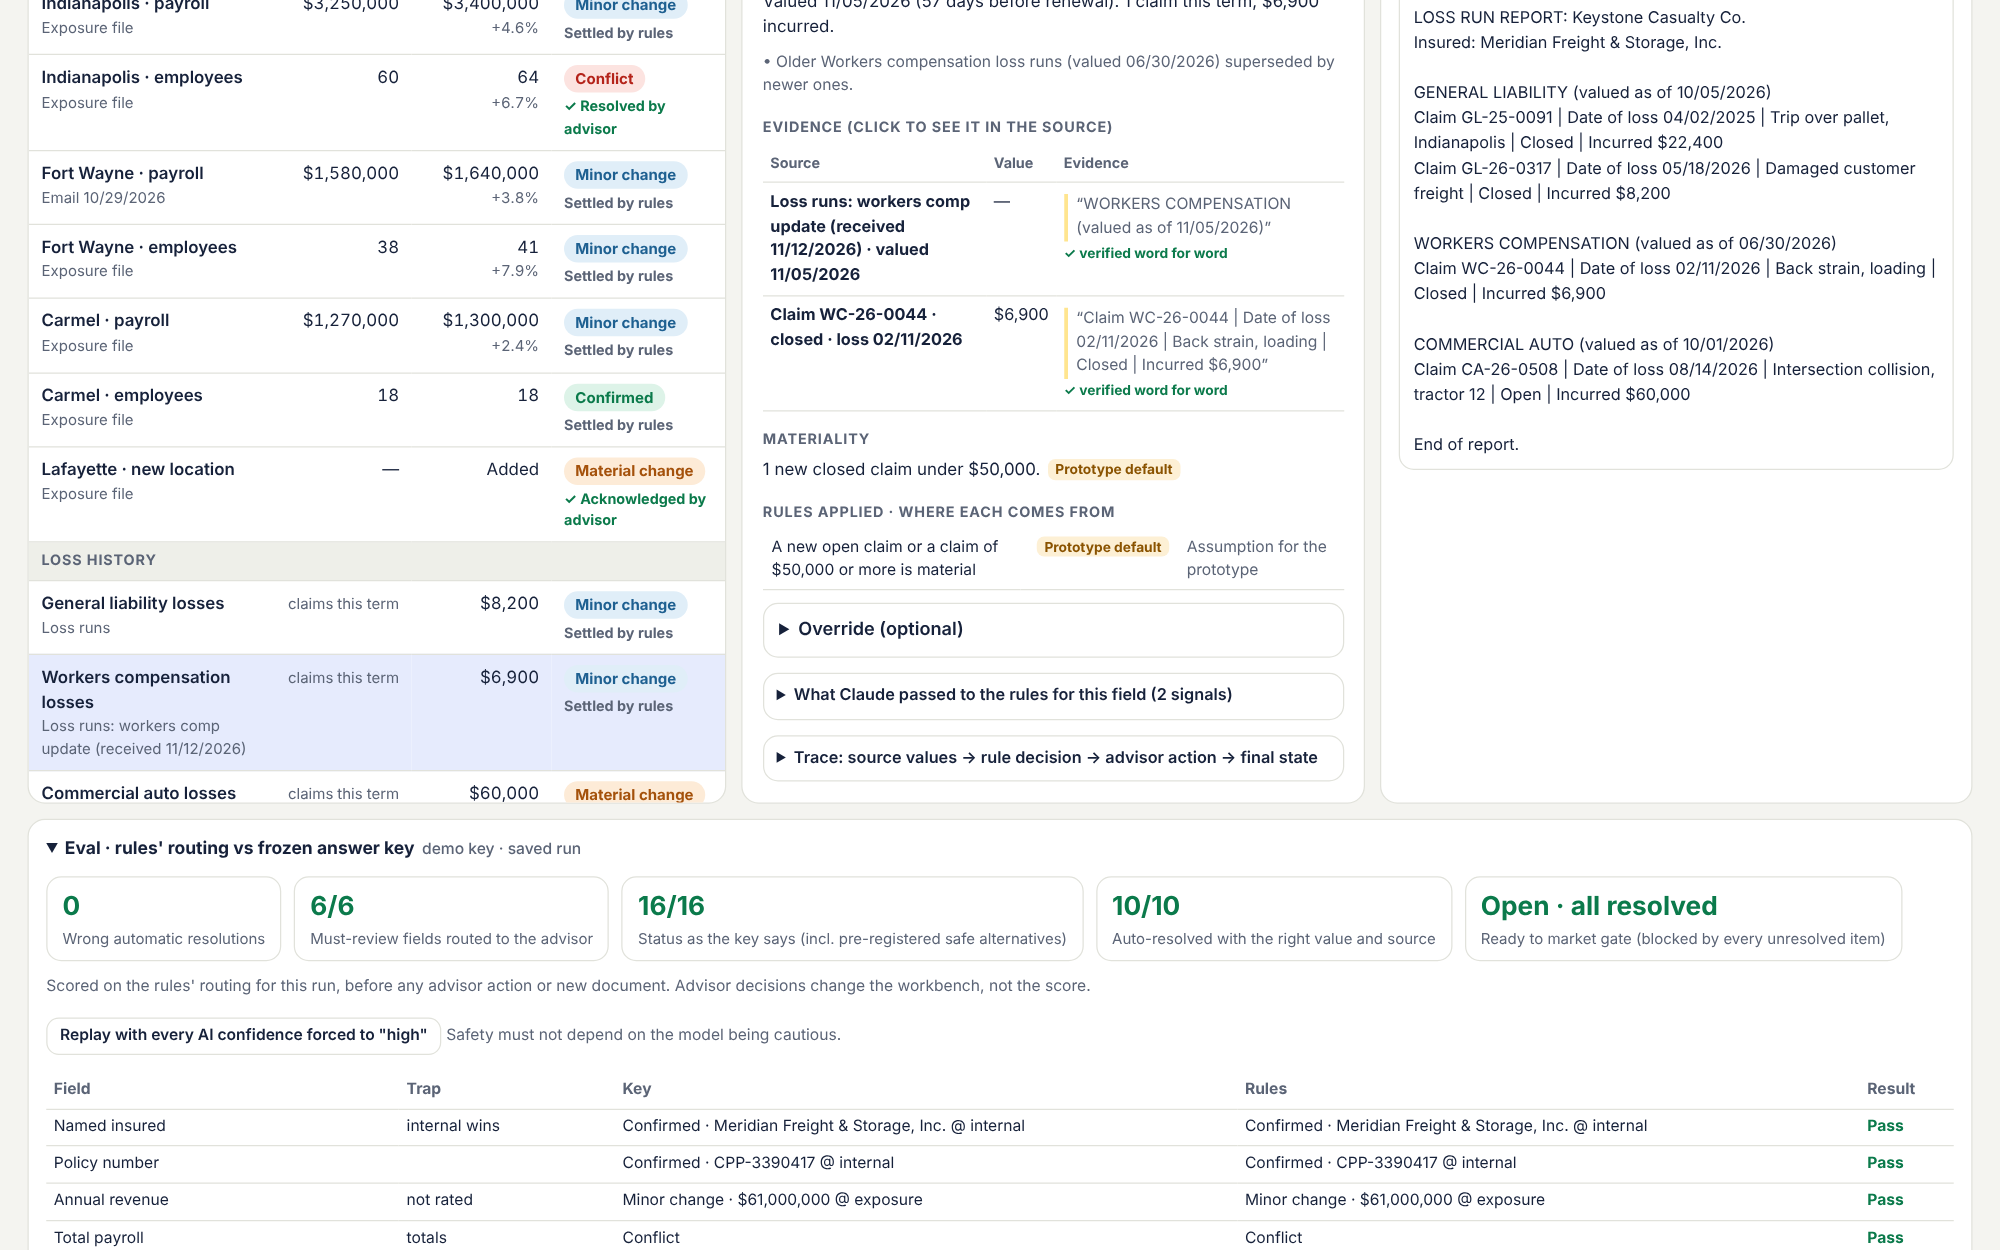 Indianapolis · payroll $3,250,000 $3,400,000 Minor change
Exposure file +4.6% Settled by rules
Indianapolis · employees 60 64 Conflict
Exposure file +6.7% ✓ Resolved by
advisor
Fort Wayne · payroll $1,580,000 $1,640,000 Minor change
Email 10/29/2026 +3.8% Settled by rules
Fort Wayne · employees 38 41 Minor change
Exposure file +7.9% Settled by rules
Carmel · payroll $1,270,000 $1,300,000 Minor change
Exposure file +2.4% Settled by rules
Carmel · employees 18 18 Confirmed
Exposure file Settled by rules
Lafayette · new location — Added Material change
Exposure file ✓ Acknowledged by
advisor
LOSS HISTORY
General liability losses claims this term $8,200 Minor change
Loss runs Settled by rules
Workers compensation claims this term $6,900 Minor change
losses Settled by rules
Loss runs: workers comp
update (received 11/12/2026)
Commercial auto losses claims this term $60,000 Material change
valued 11/05/2026 (57 days before renewal). 1 claim this term, $6,900
incurred.
• Older Workers compensation loss runs (valued 06/30/2026) superseded by
newer ones.
EVIDENCE (CLICK TO SEE IT IN THE SOURCE)
Source Value Evidence
Loss runs: workers comp — “WORKERS COMPENSATION
update (received (valued as of 11/05/2026)”
11/12/2026) · valued ✓ verified word for word
11/05/2026
Claim WC-26-0044 · $6,900 “Claim WC-26-0044 | Date of loss
closed · loss 02/11/2026 02/11/2026 | Back strain, loading |
Closed | Incurred $6,900”
✓ verified word for word
MATERIALITY
1 new closed claim under $50,000. Prototype default
RULES APPLIED · WHERE EACH COMES FROM
A new open claim or a claim of Prototype default Assumption for the
$50,000 or more is material prototype
▶ Override (optional)
▶ What Claude passed to the rules for this field (2 signals)
▶ Trace: source values → rule decision → advisor action → final state
LOSS RUN REPORT: Keystone Casualty Co.
Insured: Meridian Freight & Storage, Inc.
GENERAL LIABILITY (valued as of 10/05/2026)
Claim GL-25-0091 | Date of loss 04/02/2025 | Trip over pallet,
Indianapolis | Closed | Incurred $22,400
Claim GL-26-0317 | Date of loss 05/18/2026 | Damaged customer
freight | Closed | Incurred $8,200
WORKERS COMPENSATION (valued as of 06/30/2026)
Claim WC-26-0044 | Date of loss 02/11/2026 | Back strain, loading |
Closed | Incurred $6,900
COMMERCIAL AUTO (valued as of 10/01/2026)
Claim CA-26-0508 | Date of loss 08/14/2026 | Intersection collision,
tractor 12 | Open | Incurred $60,000
End of report.
▼ Eval · rules' routing vs frozen answer key demo key · saved run
0 6/6 16/16 10/10 Open · all resolved
Wrong automatic resolutions Must-review fields routed to the advisor Status as the key says (incl. pre-registered safe alternatives) Auto-resolved with the right value and source Ready to market gate (blocked by every unresolved item)
Scored on the rules' routing for this run, before any advisor action or new document. Advisor decisions change the workbench, not the score.
Replay with every AI confidence forced to "high" Safety must not depend on the model being cautious.
Field Trap Key Rules Result
Named insured internal wins Confirmed · Meridian Freight & Storage, Inc. @ internal Confirmed · Meridian Freight & Storage, Inc. @ internal Pass
Policy number Confirmed · CPP-3390417 @ internal Confirmed · CPP-3390417 @ internal Pass
Annual revenue not rated Minor change · $61,000,000 @ exposure Minor change · $61,000,000 @ exposure Pass
Total payroll totals Conflict Conflict Pass